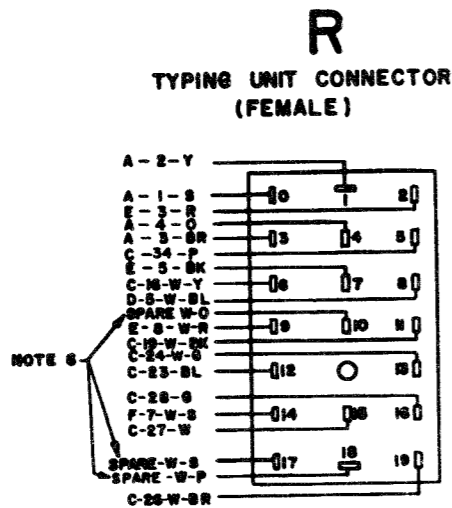 R
TYPING UNIT CONNECTOR
(FEMALE)
A-2-Y
A-1-S
E-3-R
A-4-O
A-3-BR
C-34-P
E-5-BK
C-16-W-Y
D-5-W-BL
SPARE W-O
E-8-W-R
C-19-W-BK
C-24-W-G
C-23-BL
C-28-G
F-7-W-S
C-27-W
SPARE-W-S
SPARE-W-P
C-26-W-BR
NOTE 6
0 1 2
3 4 5
6 7 8
9 10 11
12 13
14 15 16
17 18 19